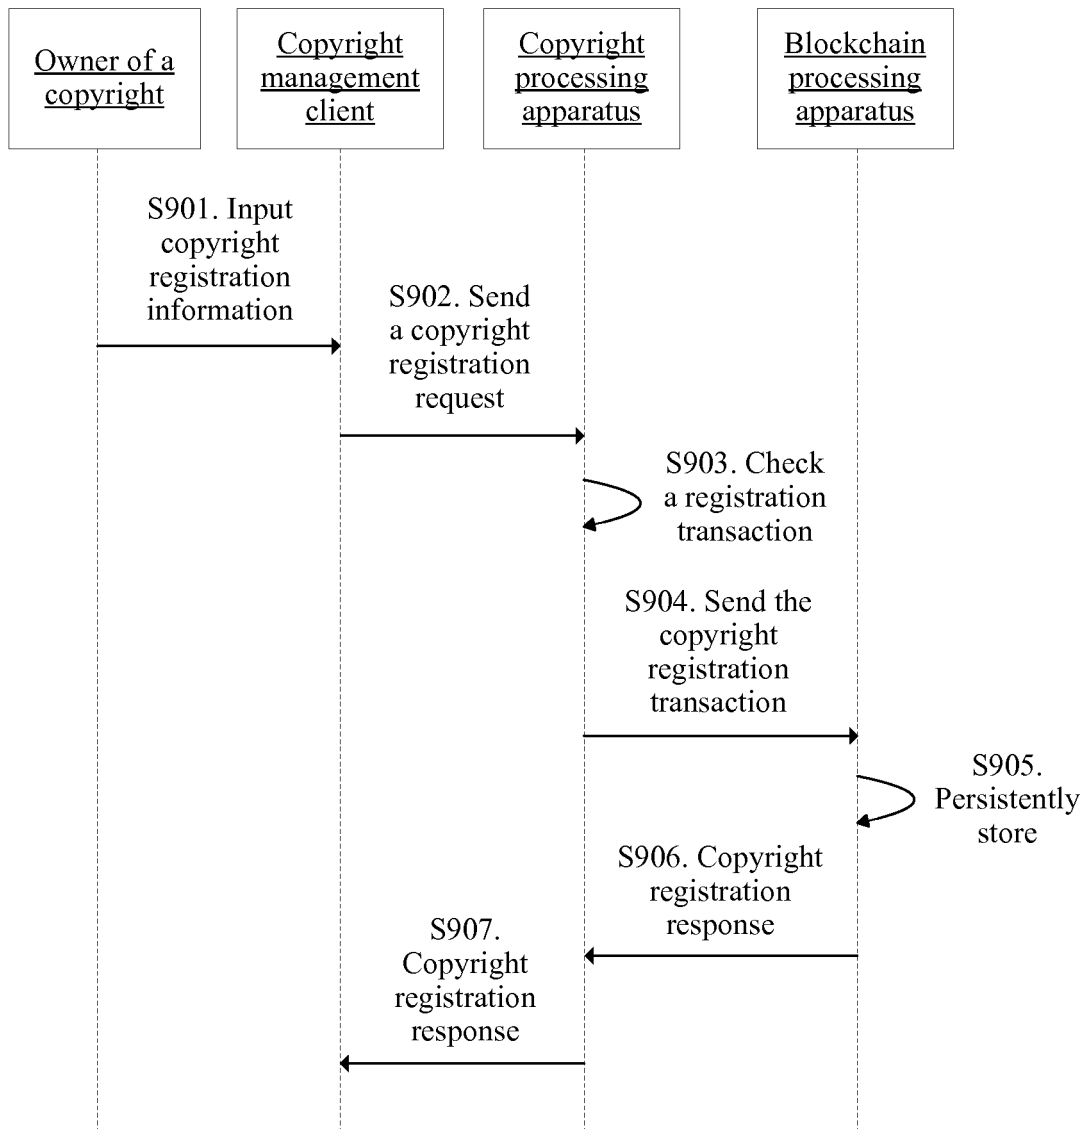 Owner of a
copyright
Copyright
management
client
Copyright
processing
apparatus
Blockchain
processing
apparatus
S901. Input
copyright
registration
information
S902. Send
a copyright
registration
request
S903. Check
a registration
transaction
S904. Send the
copyright
registration
transaction
S905.
Persistently
store
S906. Copyright
registration
response
S907.
Copyright
registration
response